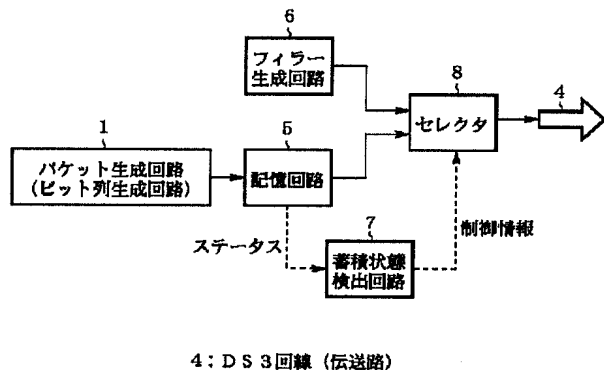 6
フィラー
生成回路
8
セレクタ
4
1
パケット生成回路
(ビット列生成回路)
5
記憶回路
ステータス
7
蓄積状態
検出回路
制御情報
4;DS3回線(伝送路)